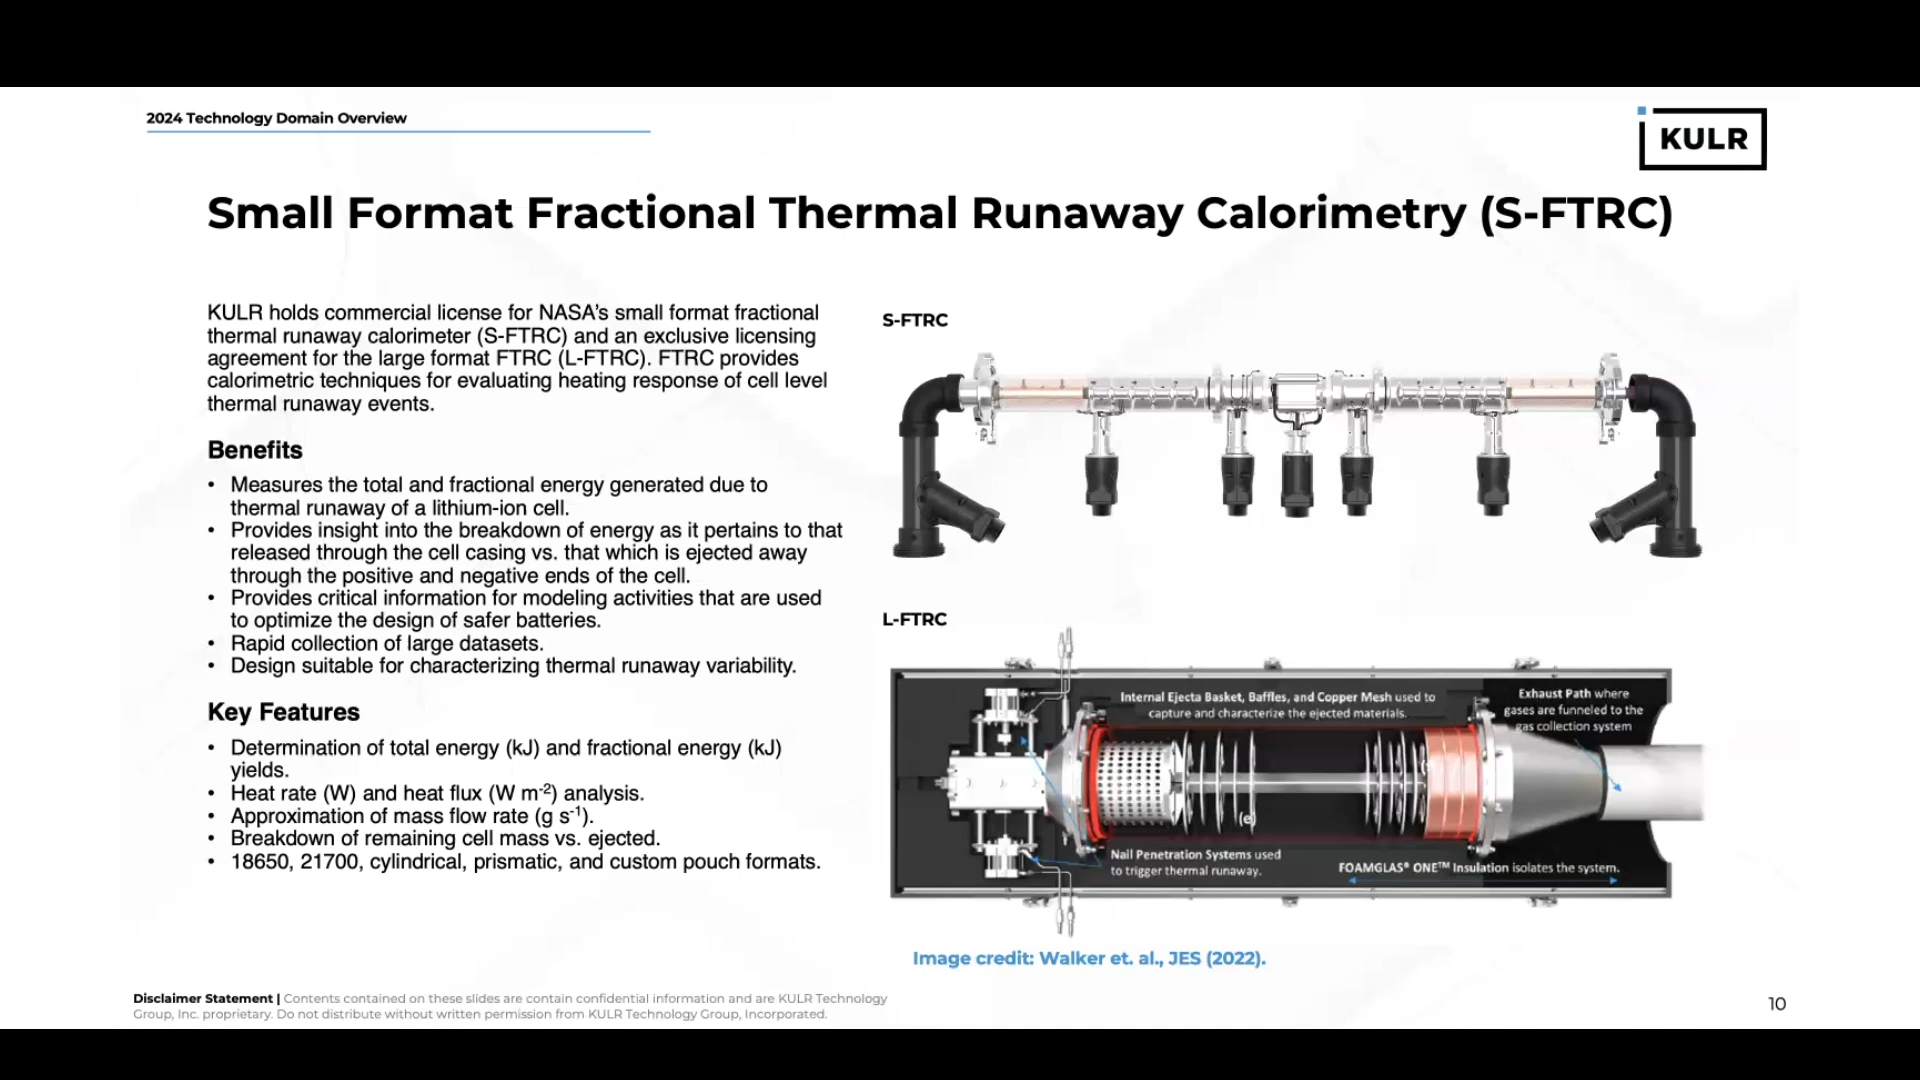 2024 Technology Domain Overview
KULR
Small Format Fractional Thermal Runaway Calorimetry (S-FTRC)
KULR holds commercial license for NASA's small format fractional
thermal runaway calorimeter (S-FTRC) and an exclusive licensing
agreement for the large format FTRC (L-FTRC). FTRC provides
calorimetric techniques for evaluating heating response of cell level
thermal runaway events.
Benefits
• Measures the total and fractional energy generated due to
thermal runaway of a lithium-ion cell.
• Provides insight into the breakdown of energy as it pertains to that
released through the cell casing vs. that which is ejected away
through the positive and negative ends of the cell.
• Provides critical information for modeling activities that are used
to optimize the design of safer batteries.
• Rapid collection of large datasets.
• Design suitable for characterizing thermal runaway variability.
Key Features
• Determination of total energy (kJ) and fractional energy (kJ)
yields.
• Heat rate (W) and heat flux (W m⁻²) analysis.
• Approximation of mass flow rate (g s⁻¹).
• Breakdown of remaining cell mass vs. ejected.
• 18650, 21700, cylindrical, prismatic, and custom pouch formats.
S-FTRC
L-FTRC
Internal Ejecta Basket, Baffles, and Copper Mesh used to
capture and characterize the ejected materials.
Exhaust Path where
gases are funneled to the
gas collection system
(e)
Nail Penetration Systems used
to trigger thermal runaway.
FOAMGLAS® ONE™ Insulation isolates the system.
Image credit: Walker et. al., JES (2022).
Disclaimer Statement | Contents contained on these slides are contain confidential information and are KULR Technology
Group, Inc. proprietary. Do not distribute without written permission from KULR Technology Group, Incorporated.
10